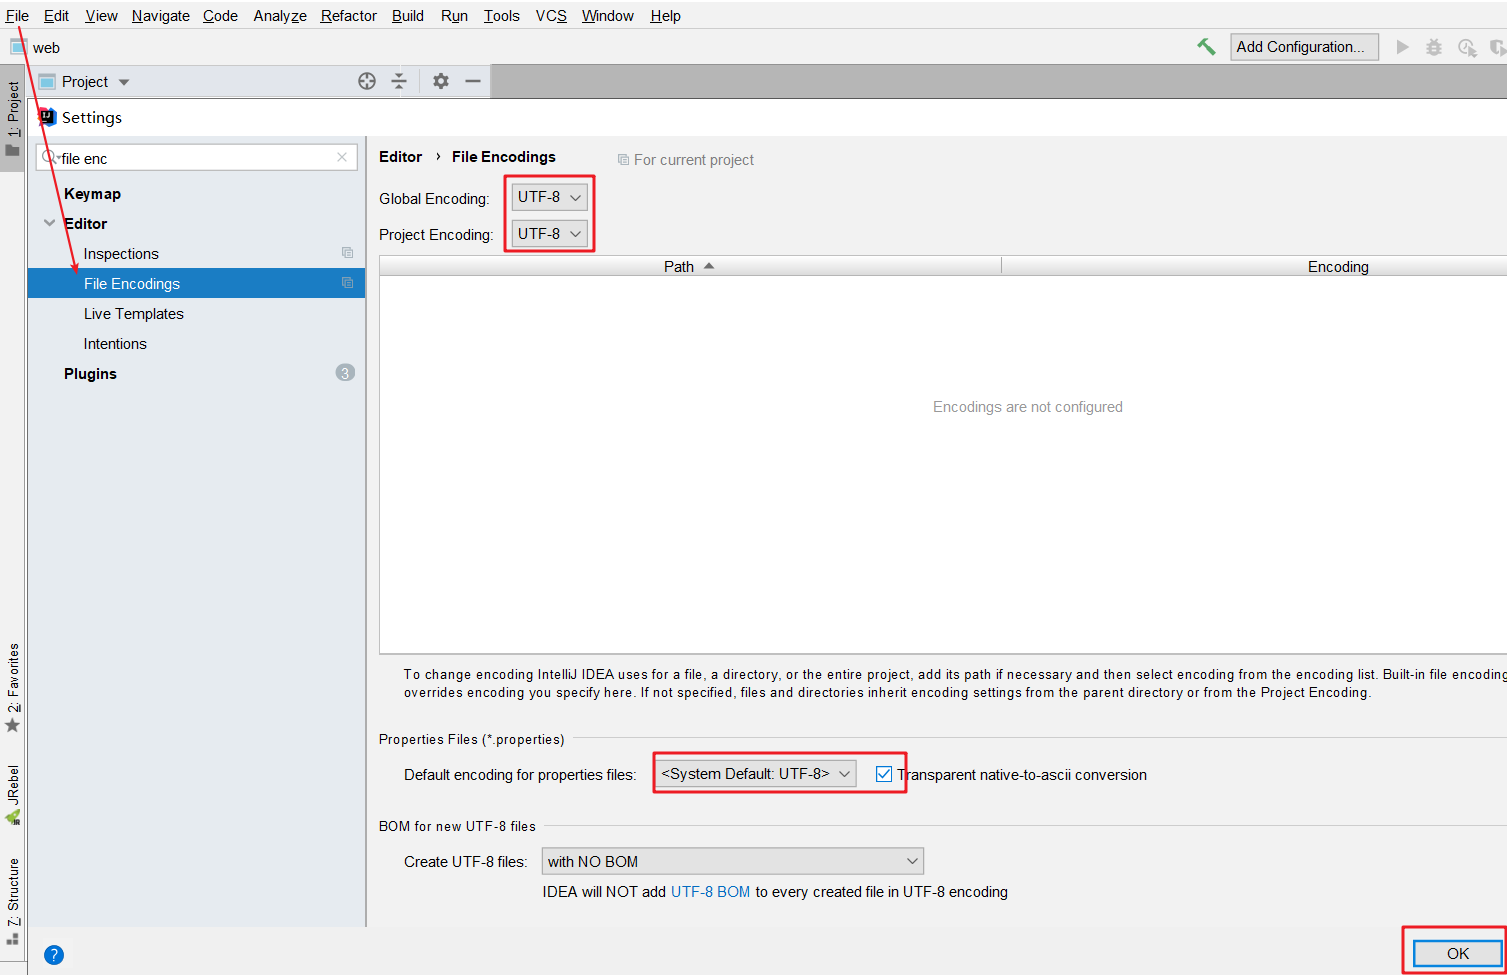 File Edit View Navigate Code Analyze Refactor Build Run Tools VCS Window Help
web
Add Configuration...
1: Project
Project
Settings
file enc
Keymap
Editor
Inspections
File Encodings
Live Templates
Intentions
Plugins
3
Editor › File Encodings
For current project
Global Encoding: UTF-8
Project Encoding: UTF-8
Path Encoding
Encodings are not configured
To change encoding IntelliJ IDEA uses for a file, a directory, or the entire project, add its path if necessary and then select encoding from the encoding list. Built-in file encoding
overrides encoding you specify here. If not specified, files and directories inherit encoding settings from the parent directory or from the Project Encoding.
Properties Files (*.properties)
Default encoding for properties files: <System Default: UTF-8> Transparent native-to-ascii conversion
BOM for new UTF-8 files
Create UTF-8 files: with NO BOM
IDEA will NOT add UTF-8 BOM to every created file in UTF-8 encoding
2: Favorites
JRebel
Z: Structure
?
OK